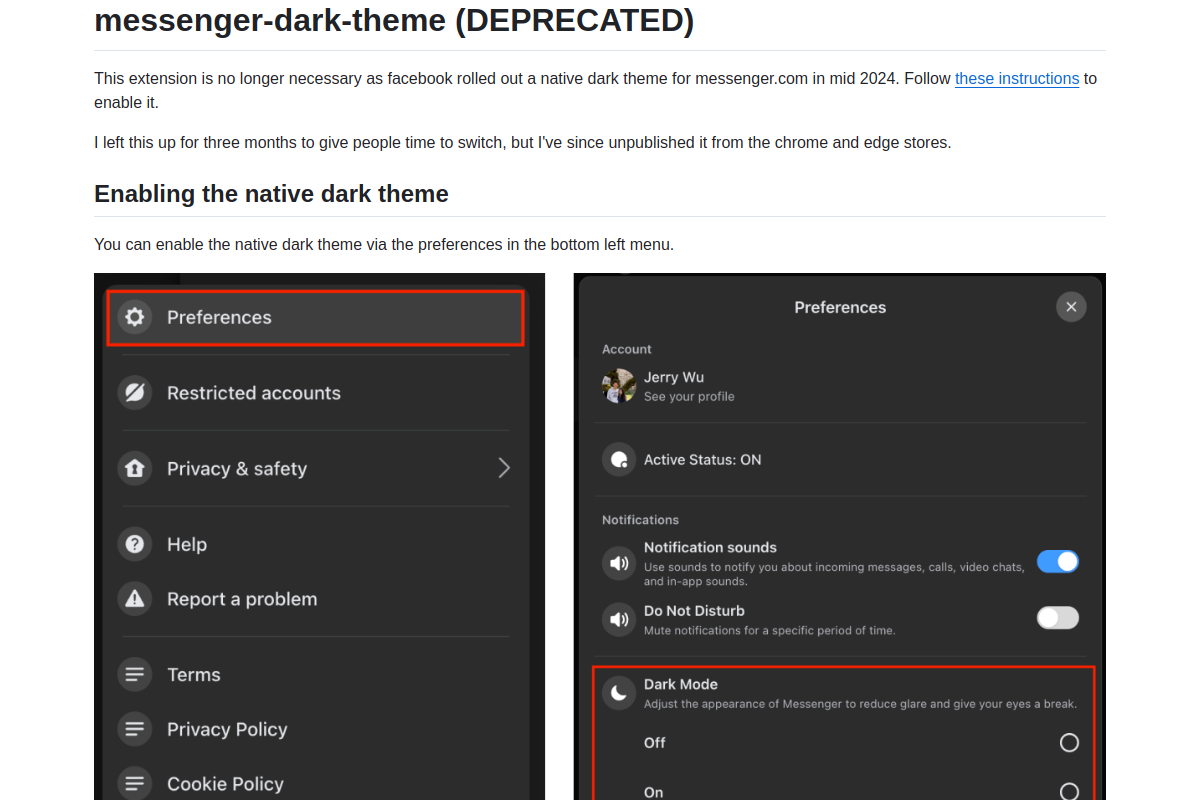 messenger-dark-theme (DEPRECATED)
This extension is no longer necessary as facebook rolled out a native dark theme for messenger.com in mid 2024. Follow these instructions to
enable it.
I left this up for three months to give people time to switch, but I've since unpublished it from the chrome and edge stores.
Enabling the native dark theme
You can enable the native dark theme via the preferences in the bottom left menu.
Preferences
Restricted accounts
Privacy & safety
Help
Report a problem
Terms
Privacy Policy
Cookie Policy
Preferences
Account
Jerry Wu
See your profile
Active Status: ON
Notifications
Notification sounds
Use sounds to notify you about incoming messages, calls, video chats,
and in-app sounds.
Do Not Disturb
Mute notifications for a specific period of time.
Dark Mode
Adjust the appearance of Messenger to reduce glare and give your eyes a break.
Off
On